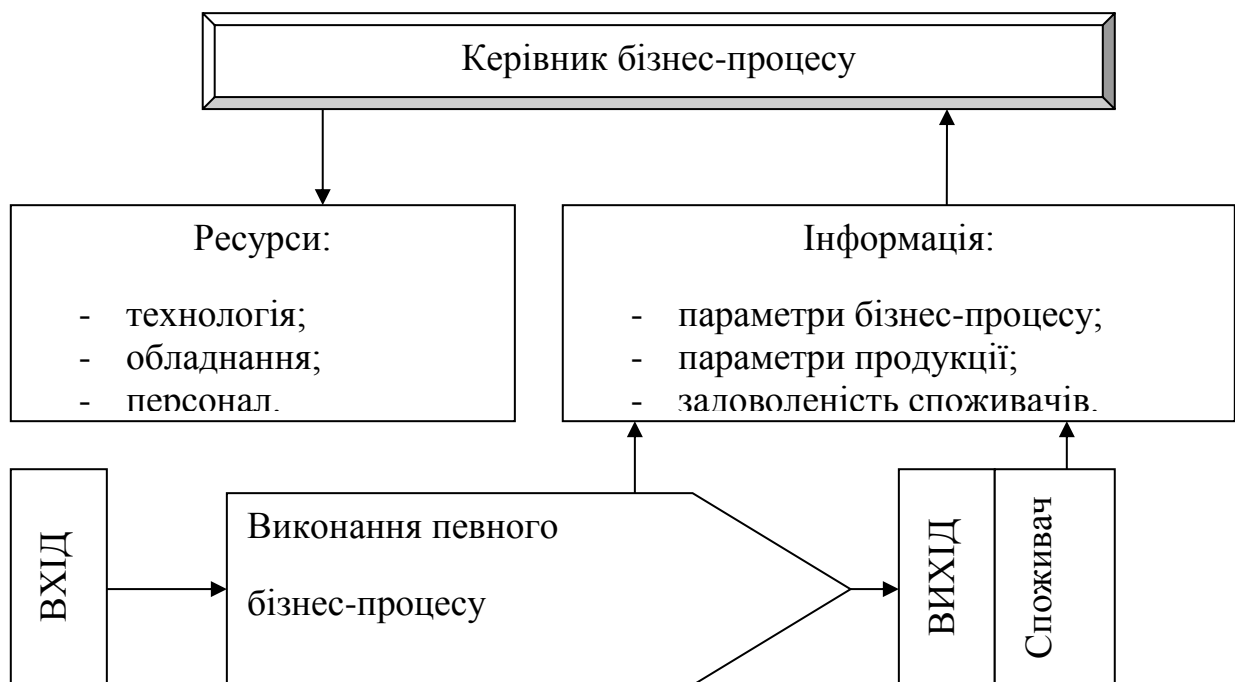 Керівник бізнес-процесу
Ресурси:
- технологія;
- обладнання;
- персонал.
Інформація:
- параметри бізнес-процесу;
- параметри продукції;
- задоволеність споживачів.
ВХІД
Виконання певного
бізнес-процесу
ВИХІД
Споживач